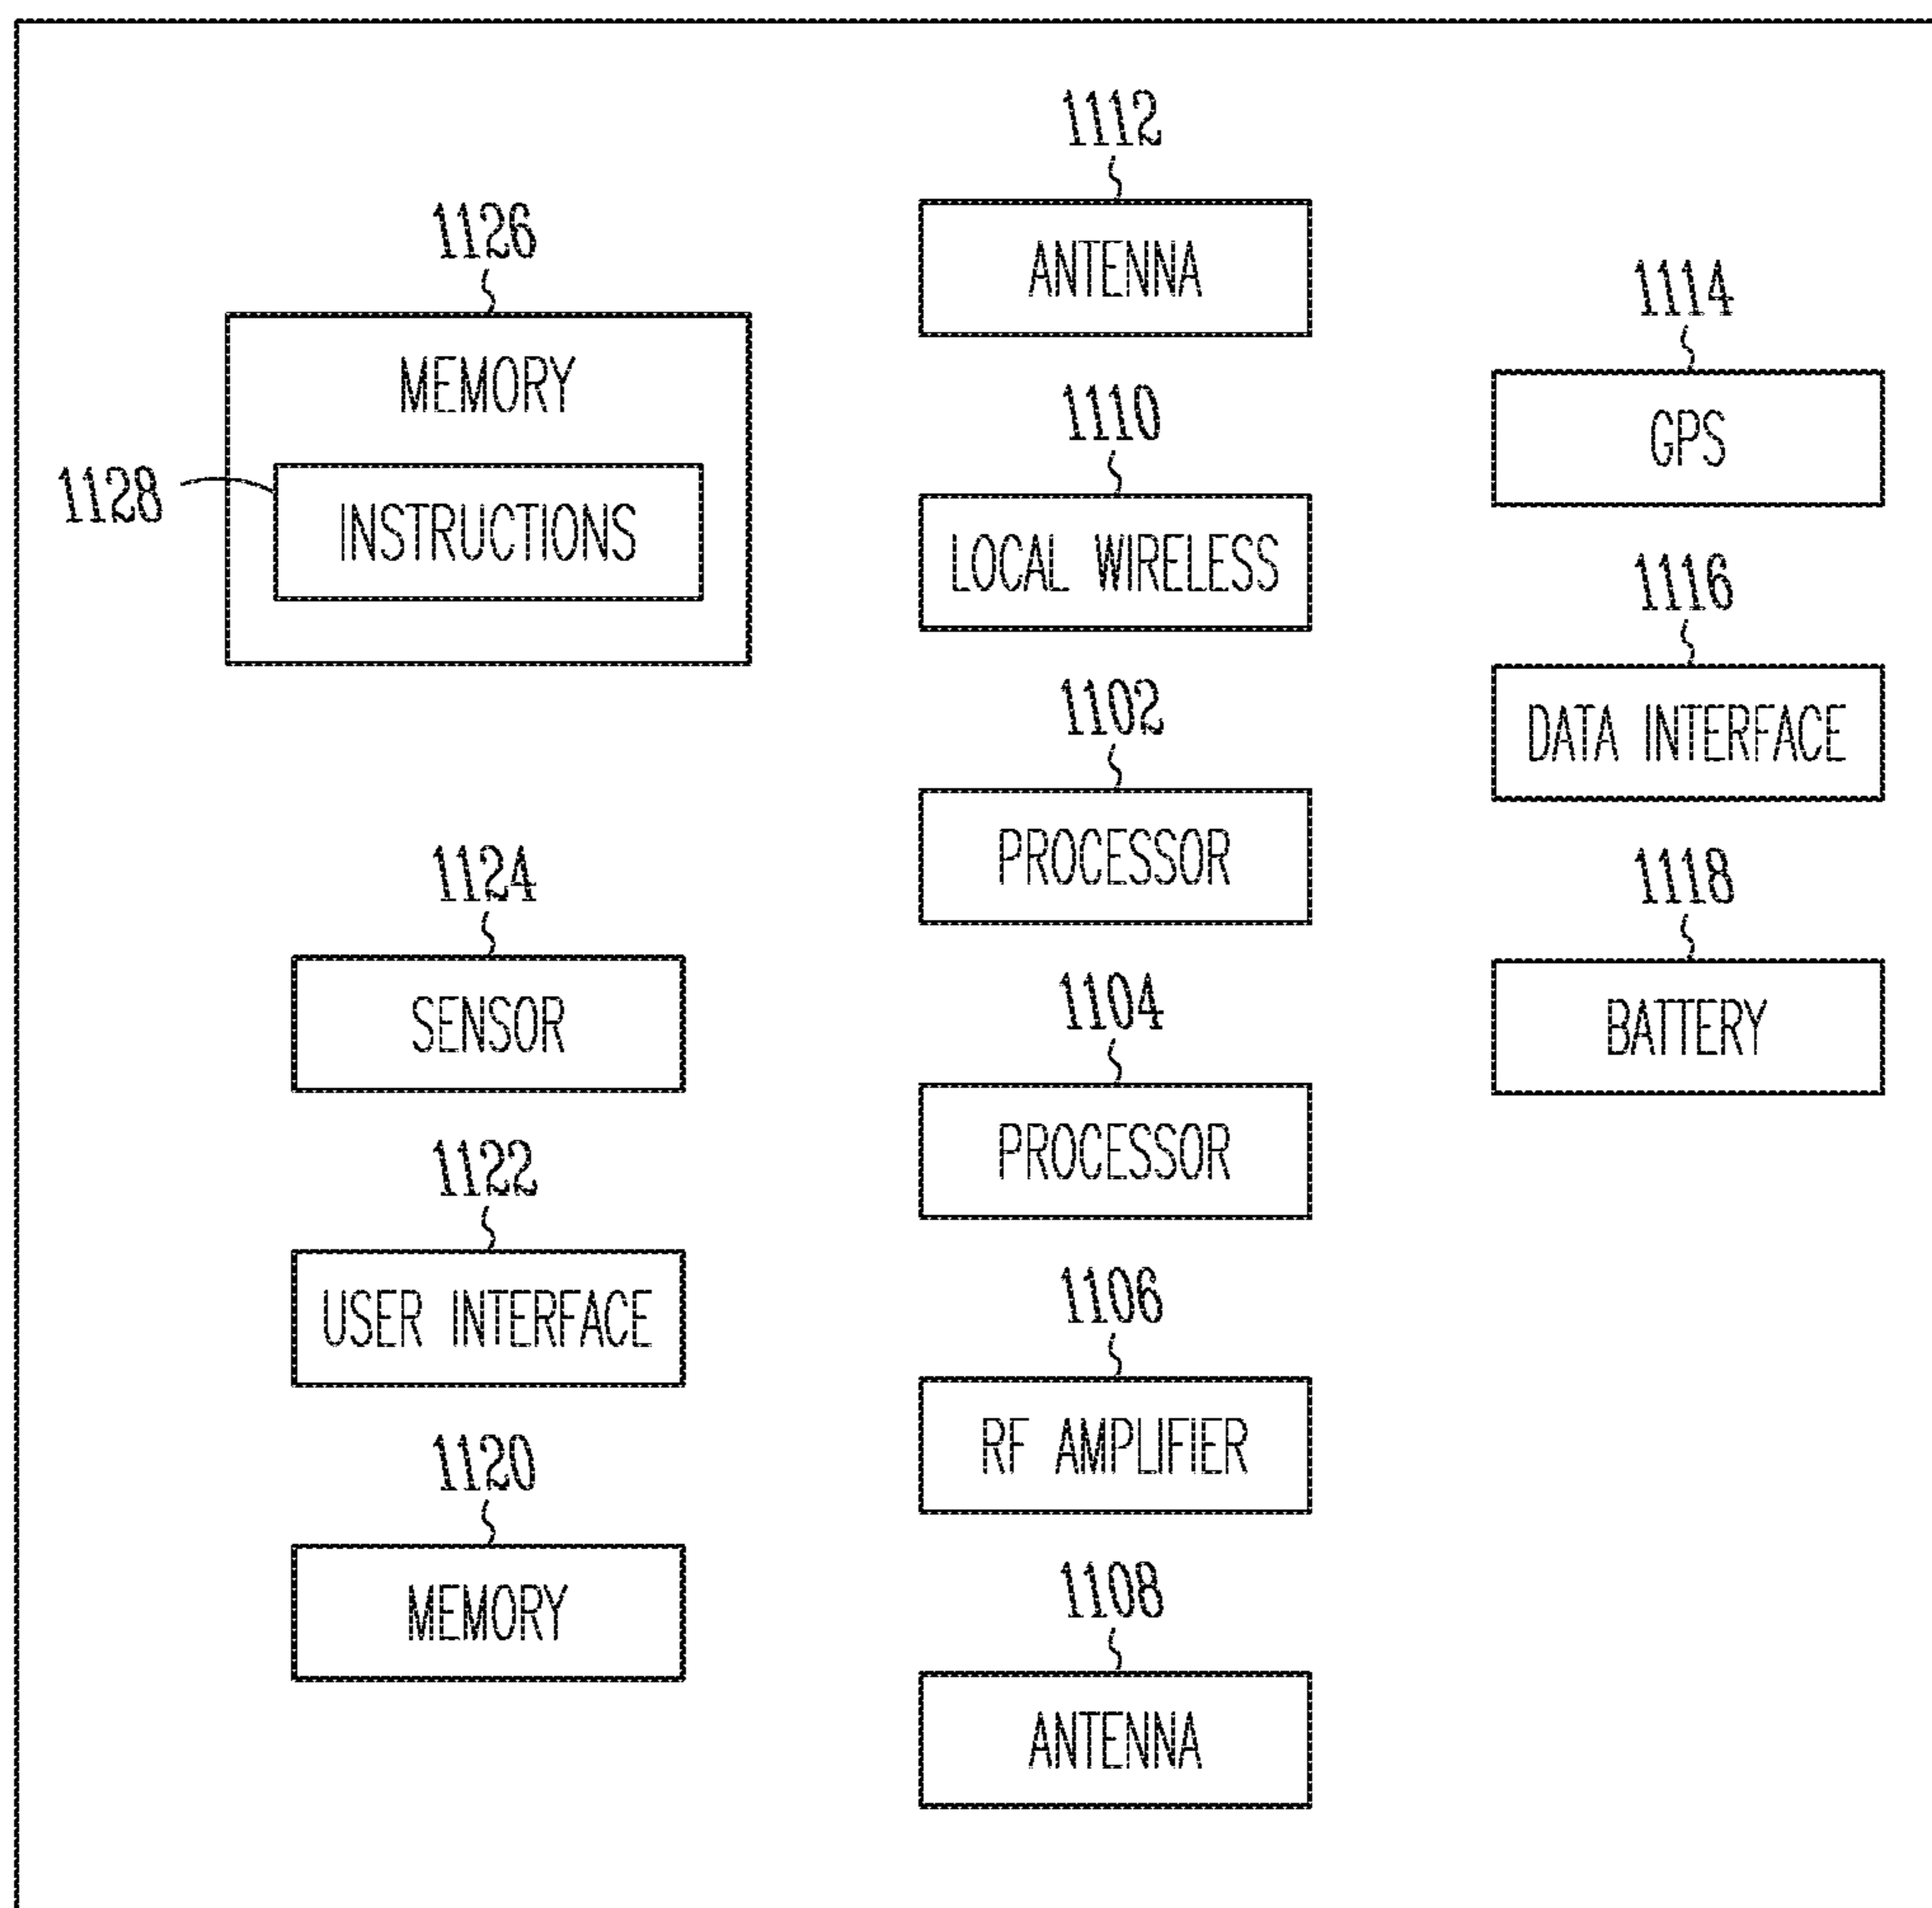 1126
MEMORY
1128
INSTRUCTIONS
1124
SENSOR
1122
USER INTERFACE
1120
MEMORY
1112
ANTENNA
1110
LOCAL WIRELESS
1102
PROCESSOR
1104
PROCESSOR
1106
RF AMPLIFIER
1108
ANTENNA
1114
GPS
1116
DATA INTERFACE
1118
BATTERY